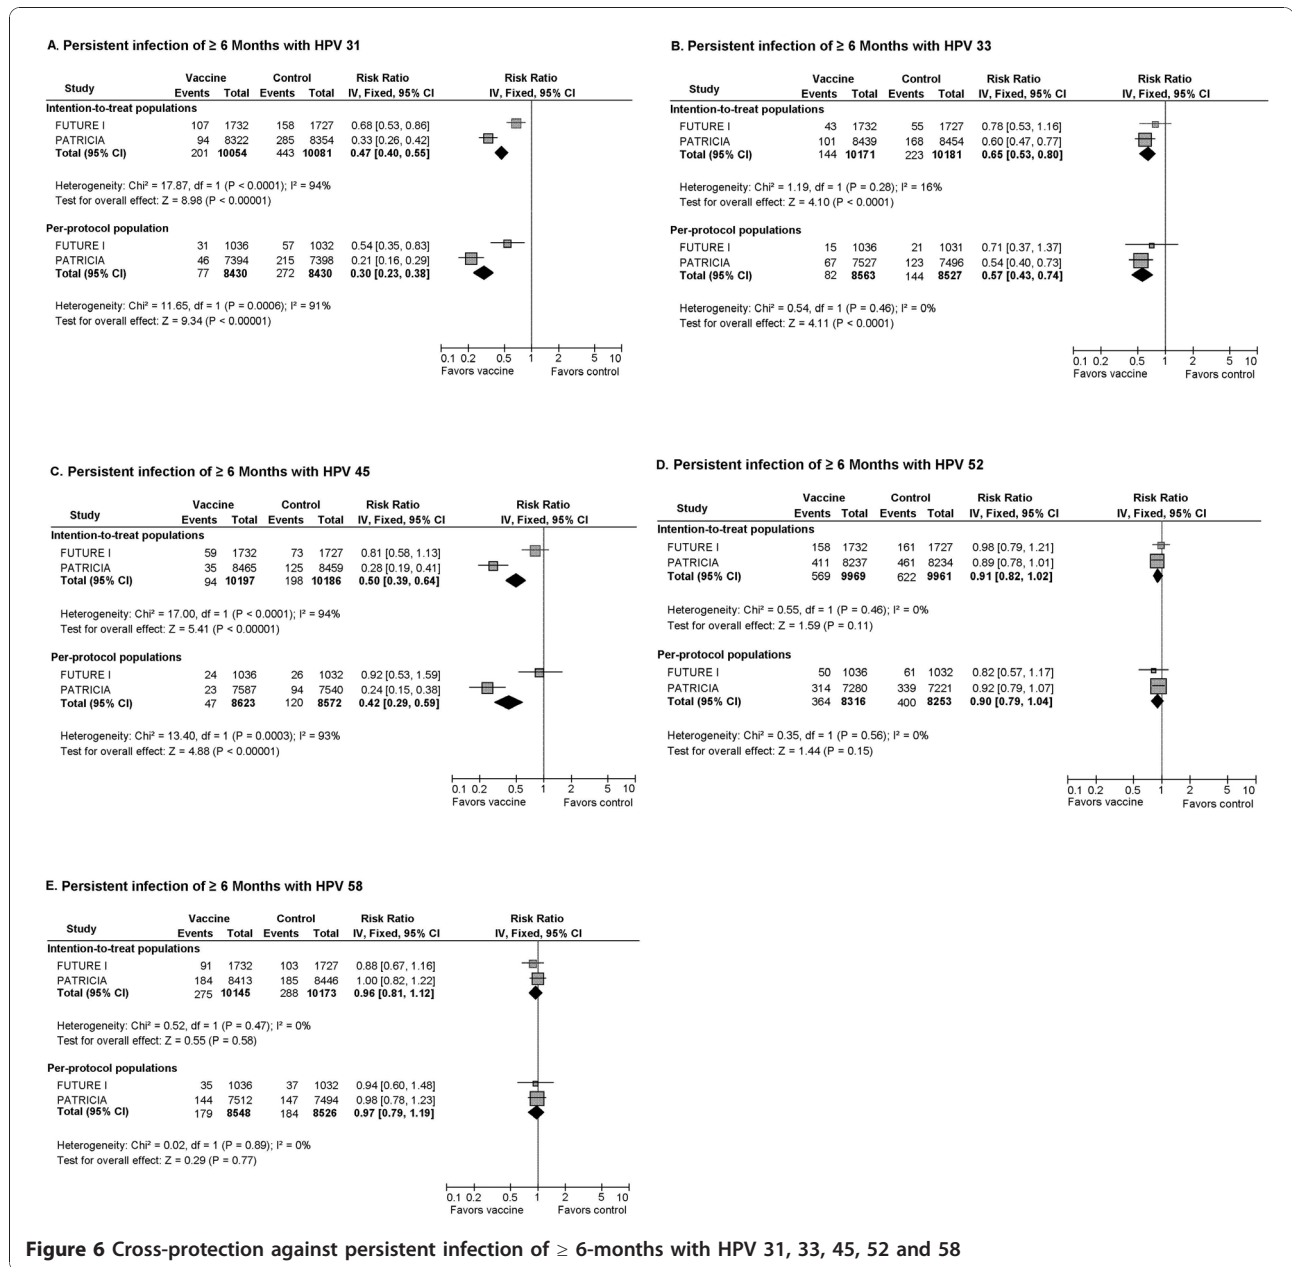 A. Persistent infection of ≥ 6 Months with HPV 31
Vaccine Control Risk Ratio Risk Ratio
Study Events Total Events Total IV, Fixed, 95% CI IV, Fixed, 95% CI
Intention-to-treat populations
FUTURE I 107 1732 158 1727 0.68 [0.53, 0.86]
PATRICIA 94 8322 285 8354 0.33 [0.26, 0.42]
Total (95% CI) 201 10054 443 10081 0.47 [0.40, 0.55]
Heterogeneity: Chi² = 17.87, df = 1 (P < 0.0001); I² = 94%
Test for overall effect: Z = 8.98 (P < 0.00001)
Per-protocol population
FUTURE I 31 1036 57 1032 0.54 [0.35, 0.83]
PATRICIA 46 7394 215 7398 0.21 [0.16, 0.29]
Total (95% CI) 77 8430 272 8430 0.30 [0.23, 0.38]
Heterogeneity: Chi² = 11.65, df = 1 (P = 0.0006); I² = 91%
Test for overall effect: Z = 9.34 (P < 0.00001)
0.1 0.2 0.5 1 2 5 10
Favors vaccine Favors control
B. Persistent infection of ≥ 6 Months with HPV 33
Vaccine Control Risk Ratio Risk Ratio
Study Events Total Events Total IV, Fixed, 95% CI IV, Fixed, 95% CI
Intention-to-treat populations
FUTURE I 43 1732 55 1727 0.78 [0.53, 1.16]
PATRICIA 101 8439 168 8454 0.60 [0.47, 0.77]
Total (95% CI) 144 10171 223 10181 0.65 [0.53, 0.80]
Heterogeneity: Chi² = 1.19, df = 1 (P = 0.28); I² = 16%
Test for overall effect: Z = 4.10 (P < 0.0001)
Per-protocol populations
FUTURE I 15 1036 21 1031 0.71 [0.37, 1.37]
PATRICIA 67 7527 123 7496 0.54 [0.40, 0.73]
Total (95% CI) 82 8563 144 8527 0.57 [0.43, 0.74]
Heterogeneity: Chi² = 0.54, df = 1 (P = 0.46); I² = 0%
Test for overall effect: Z = 4.11 (P < 0.0001)
0.1 0.2 0.5 1 2 5 10
Favors vaccine Favors control
C. Persistent infection of ≥ 6 Months with HPV 45
Vaccine Control Risk Ratio Risk Ratio
Study Events Total Events Total IV, Fixed, 95% CI IV, Fixed, 95% CI
Intention-to-treat populations
FUTURE I 59 1732 73 1727 0.81 [0.58, 1.13]
PATRICIA 35 8465 125 8459 0.28 [0.19, 0.41]
Total (95% CI) 94 10197 198 10186 0.50 [0.39, 0.64]
Heterogeneity: Chi² = 17.00, df = 1 (P < 0.0001); I² = 94%
Test for overall effect: Z = 5.41 (P < 0.00001)
Per-protocol populations
FUTURE I 24 1036 26 1032 0.92 [0.53, 1.59]
PATRICIA 23 7587 94 7540 0.24 [0.15, 0.38]
Total (95% CI) 47 8623 120 8572 0.42 [0.29, 0.59]
Heterogeneity: Chi² = 13.40, df = 1 (P = 0.0003); I² = 93%
Test for overall effect: Z = 4.88 (P < 0.00001)
0.1 0.2 0.5 1 2 5 10
Favors vaccine Favors control
D. Persistent infection of ≥ 6 Months with HPV 52
Vaccine Control Risk Ratio Risk Ratio
Study Events Total Events Total IV, Fixed, 95% CI IV, Fixed, 95% CI
Intention-to-treat populations
FUTURE I 158 1732 161 1727 0.98 [0.79, 1.21]
PATRICIA 411 8237 461 8234 0.89 [0.78, 1.01]
Total (95% CI) 569 9969 622 9961 0.91 [0.82, 1.02]
Heterogeneity: Chi² = 0.55, df = 1 (P = 0.46); I² = 0%
Test for overall effect: Z = 1.59 (P = 0.11)
Per-protocol populations
FUTURE I 50 1036 61 1032 0.82 [0.57, 1.17]
PATRICIA 314 7280 339 7221 0.92 [0.79, 1.07]
Total (95% CI) 364 8316 400 8253 0.90 [0.79, 1.04]
Heterogeneity: Chi² = 0.35, df = 1 (P = 0.56); I² = 0%
Test for overall effect: Z = 1.44 (P = 0.15)
0.1 0.2 0.5 1 2 5 10
Favors vaccine Favors control
E. Persistent infection of ≥ 6 Months with HPV 58
Vaccine Control Risk Ratio Risk Ratio
Study Events Total Events Total IV, Fixed, 95% CI IV, Fixed, 95% CI
Intention-to-treat populations
FUTURE I 91 1732 103 1727 0.88 [0.67, 1.16]
PATRICIA 184 8413 185 8446 1.00 [0.82, 1.22]
Total (95% CI) 275 10145 288 10173 0.96 [0.81, 1.12]
Heterogeneity: Chi² = 0.52, df = 1 (P = 0.47); I² = 0%
Test for overall effect: Z = 0.55 (P = 0.58)
Per-protocol populations
FUTURE I 35 1036 37 1032 0.94 [0.60, 1.48]
PATRICIA 144 7512 147 7494 0.98 [0.78, 1.23]
Total (95% CI) 179 8548 184 8526 0.97 [0.79, 1.19]
Heterogeneity: Chi² = 0.02, df = 1 (P = 0.89); I² = 0%
Test for overall effect: Z = 0.29 (P = 0.77)
0.1 0.2 0.5 1 2 5 10
Favors vaccine Favors control
Figure 6 Cross-protection against persistent infection of ≥ 6-months with HPV 31, 33, 45, 52 and 58